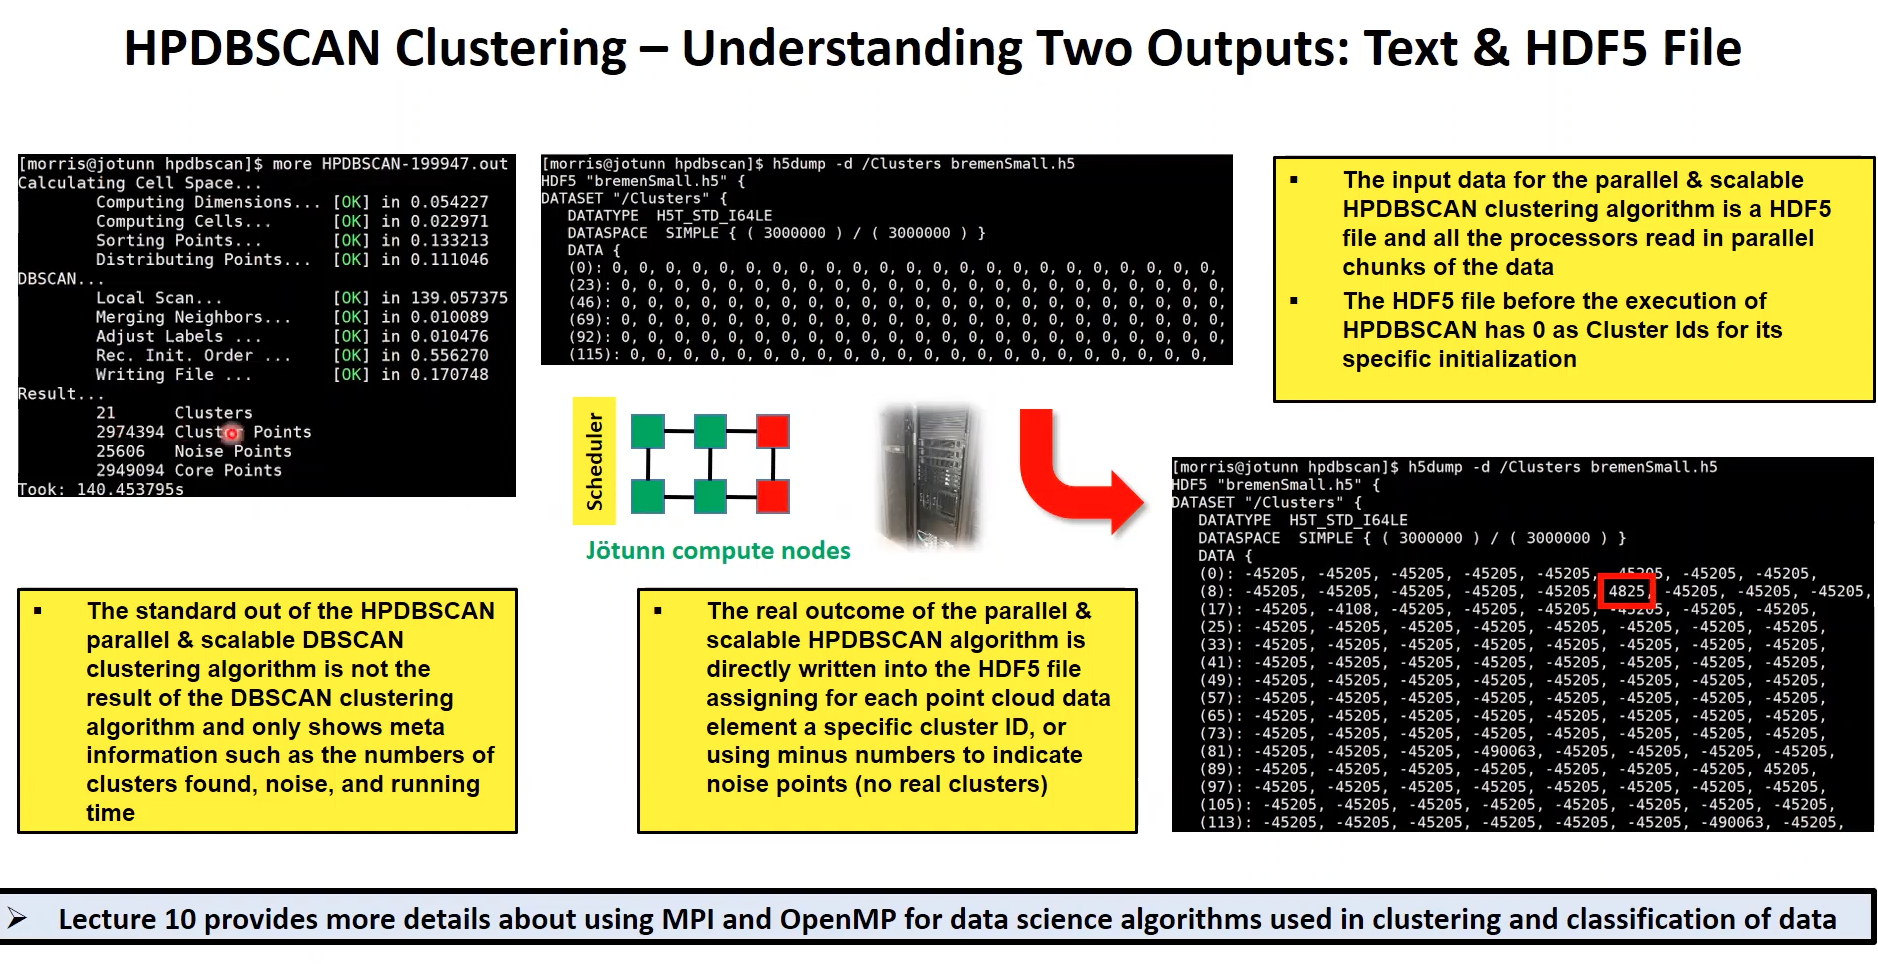 HPDBSCAN Clustering – Understanding Two Outputs: Text & HDF5 File
[morris@jotunn hpdbscan]$ more HPDBSCAN-199947.out
Calculating Cell Space...
Computing Dimensions... [OK] in 0.054227
Computing Cells... [OK] in 0.022971
Sorting Points... [OK] in 0.133213
Distributing Points... [OK] in 0.111046
DBSCAN...
Local Scan... [OK] in 139.057375
Merging Neighbors... [OK] in 0.010089
Adjust Labels ... [OK] in 0.010476
Rec. Init. Order ... [OK] in 0.556270
Writing File ... [OK] in 0.170748
Result...
21 Clusters
2974394 Cluster Points
25606 Noise Points
2949094 Core Points
Took: 140.453795s
[morris@jotunn hpdbscan]$ h5dump -d /Clusters bremenSmall.h5
HDF5 "bremenSmall.h5" {
DATASET "/Clusters" {
DATATYPE H5T_STD_I64LE
DATASPACE SIMPLE { ( 3000000 ) / ( 3000000 ) }
DATA {
(0): 0, 0, 0, 0, 0, 0, 0, 0, 0, 0, 0, 0, 0, 0, 0, 0, 0, 0, 0, 0, 0, 0, 0,
(23): 0, 0, 0, 0, 0, 0, 0, 0, 0, 0, 0, 0, 0, 0, 0, 0, 0, 0, 0, 0, 0, 0, 0,
(46): 0, 0, 0, 0, 0, 0, 0, 0, 0, 0, 0, 0, 0, 0, 0, 0, 0, 0, 0, 0, 0, 0, 0,
(69): 0, 0, 0, 0, 0, 0, 0, 0, 0, 0, 0, 0, 0, 0, 0, 0, 0, 0, 0, 0, 0, 0, 0,
(92): 0, 0, 0, 0, 0, 0, 0, 0, 0, 0, 0, 0, 0, 0, 0, 0, 0, 0, 0, 0, 0, 0, 0,
(115): 0, 0, 0, 0, 0, 0, 0, 0, 0, 0, 0, 0, 0, 0, 0, 0, 0, 0, 0, 0, 0, 0,
▪ The input data for the parallel & scalable
HPDBSCAN clustering algorithm is a HDF5
file and all the processors read in parallel
chunks of the data
▪ The HDF5 file before the execution of
HPDBSCAN has 0 as Cluster Ids for its
specific initialization
Scheduler
Jötunn compute nodes
[morris@jotunn hpdbscan]$ h5dump -d /Clusters bremenSmall.h5
HDF5 "bremenSmall.h5" {
DATASET "/Clusters" {
DATATYPE H5T_STD_I64LE
DATASPACE SIMPLE { ( 3000000 ) / ( 3000000 ) }
DATA {
(0): -45205, -45205, -45205, -45205, -45205, -45205, -45205, -45205,
(8): -45205, -45205, -45205, -45205, -45205, 4825, -45205, -45205, -45205,
(17): -45205, -4108, -45205, -45205, -45205, -45205, -45205, -45205,
(25): -45205, -45205, -45205, -45205, -45205, -45205, -45205, -45205,
(33): -45205, -45205, -45205, -45205, -45205, -45205, -45205, -45205,
(41): -45205, -45205, -45205, -45205, -45205, -45205, -45205, -45205,
(49): -45205, -45205, -45205, -45205, -45205, -45205, -45205, -45205,
(57): -45205, -45205, -45205, -45205, -45205, -45205, -45205, -45205,
(65): -45205, -45205, -45205, -45205, -45205, -45205, -45205, -45205,
(73): -45205, -45205, -45205, -45205, -45205, -45205, -45205, -45205,
(81): -45205, -45205, -45205, -490063, -45205, -45205, -45205, -45205,
(89): -45205, -45205, -45205, -45205, -45205, -45205, -45205, 45205,
(97): -45205, -45205, -45205, -45205, -45205, -45205, -45205, -45205,
(105): -45205, -45205, -45205, -45205, -45205, -45205, -45205, -45205,
(113): -45205, -45205, -45205, -45205, -45205, -45205, -490063, -45205,
▪ The standard out of the HPDBSCAN
parallel & scalable DBSCAN
clustering algorithm is not the
result of the DBSCAN clustering
algorithm and only shows meta
information such as the numbers of
clusters found, noise, and running
time
▪ The real outcome of the parallel &
scalable HPDBSCAN algorithm is
directly written into the HDF5 file
assigning for each point cloud data
element a specific cluster ID, or
using minus numbers to indicate
noise points (no real clusters)
➢ Lecture 10 provides more details about using MPI and OpenMP for data science algorithms used in clustering and classification of data